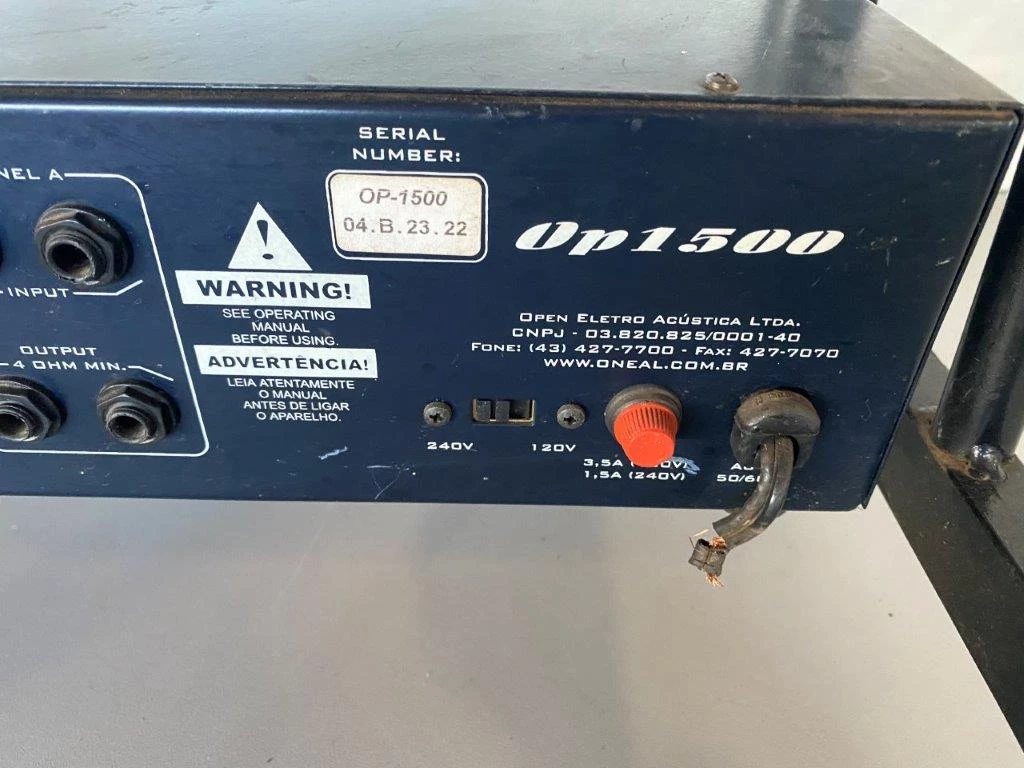 SERIAL
NUMBER:
OP-1500
04.B.23.22
Op1500
NEL A
INPUT
OUTPUT
4 OHM MIN.
!
WARNING!
SEE OPERATING
MANUAL
BEFORE USING.
ADVERTÊNCIA!
LEIA ATENTAMENTE
O MANUAL
ANTES DE LIGAR
O APARELHO.
OPEN ELETRO ACÚSTICA LTDA.
CNPJ - 03.820.825/0001-40
FONE: (43) 427-7700 - FAX: 427-7070
WWW.ONEAL.COM.BR
240V
120V
3,5A
1,5A (240V)
50/60